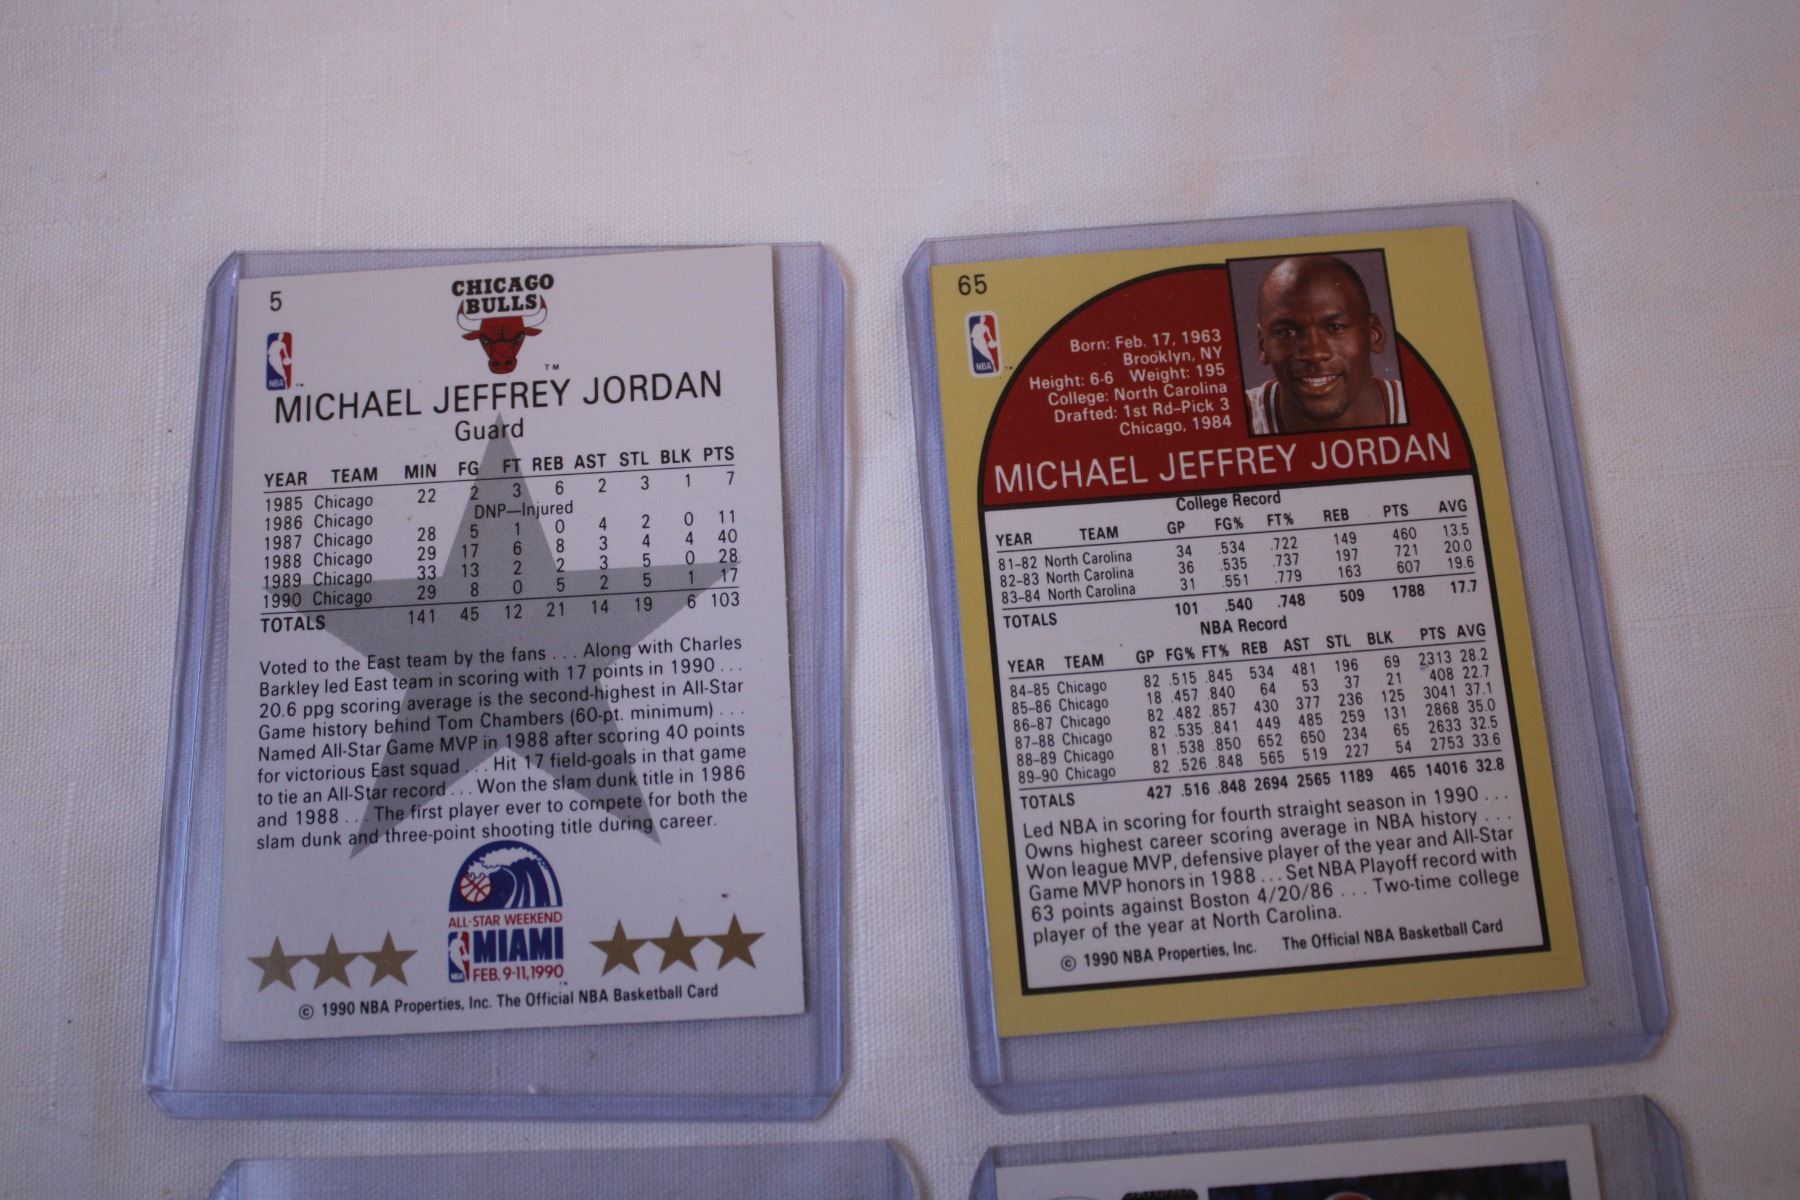 5
CHICAGO
BULLS
TM
NBA
MICHAEL JEFFREY JORDAN
Guard
YEAR TEAM MIN FG FT REB AST STL BLK PTS
1985 Chicago 22 2 3 6 2 3 1 7
1986 Chicago DNP—Injured
1987 Chicago 28 5 1 0 4 2 0 11
1988 Chicago 29 17 6 8 3 4 4 40
1989 Chicago 33 13 2 2 3 5 0 28
1990 Chicago 29 8 0 5 2 5 1 17
TOTALS 141 45 12 21 14 19 6 103
Voted to the East team by the fans . . . Along with Charles
Barkley led East team in scoring with 17 points in 1990 . . .
20.6 ppg scoring average is the second-highest in All-Star
Game history behind Tom Chambers (60-pt. minimum) . . .
Named All-Star Game MVP in 1988 after scoring 40 points
for victorious East squad . . . Hit 17 field-goals in that game
to tie an All-Star record . . . Won the slam dunk title in 1986
and 1988 . . . The first player ever to compete for both the
slam dunk and three-point shooting title during career.
ALL-STAR WEEKEND
NBA MIAMI
FEB. 9-11, 1990
© 1990 NBA Properties, Inc. The Official NBA Basketball Card
65
NBA
Born: Feb. 17, 1963
Brooklyn, NY
Height: 6-6 Weight: 195
College: North Carolina
Drafted: 1st Rd-Pick 3
Chicago, 1984
MICHAEL JEFFREY JORDAN
College Record
YEAR TEAM GP FG% FT% REB PTS AVG
81-82 North Carolina 34 .534 .722 149 460 13.5
82-83 North Carolina 36 .535 .737 197 721 20.0
83-84 North Carolina 31 .551 .779 163 607 19.6
TOTALS 101 .540 .748 509 1788 17.7
NBA Record
YEAR TEAM GP FG% FT% REB AST STL BLK PTS AVG
84-85 Chicago 82 .515 .845 534 481 196 69 2313 28.2
85-86 Chicago 18 .457 .840 64 53 37 21 408 22.7
86-87 Chicago 82 .482 .857 430 377 236 125 3041 37.1
87-88 Chicago 82 .535 .841 449 485 259 131 2868 35.0
88-89 Chicago 81 .538 .850 652 650 234 65 2633 32.5
89-90 Chicago 82 .526 .848 565 519 227 54 2753 33.6
TOTALS 427 .516 .848 2694 2565 1189 465 14016 32.8
Led NBA in scoring for fourth straight season in 1990 . . .
Owns highest career scoring average in NBA history . . .
Won league MVP, defensive player of the year and All-Star
Game MVP honors in 1988 . . . Set NBA Playoff record with
63 points against Boston 4/20/86 . . . Two-time college
player of the year at North Carolina.
© 1990 NBA Properties, Inc. The Official NBA Basketball Card